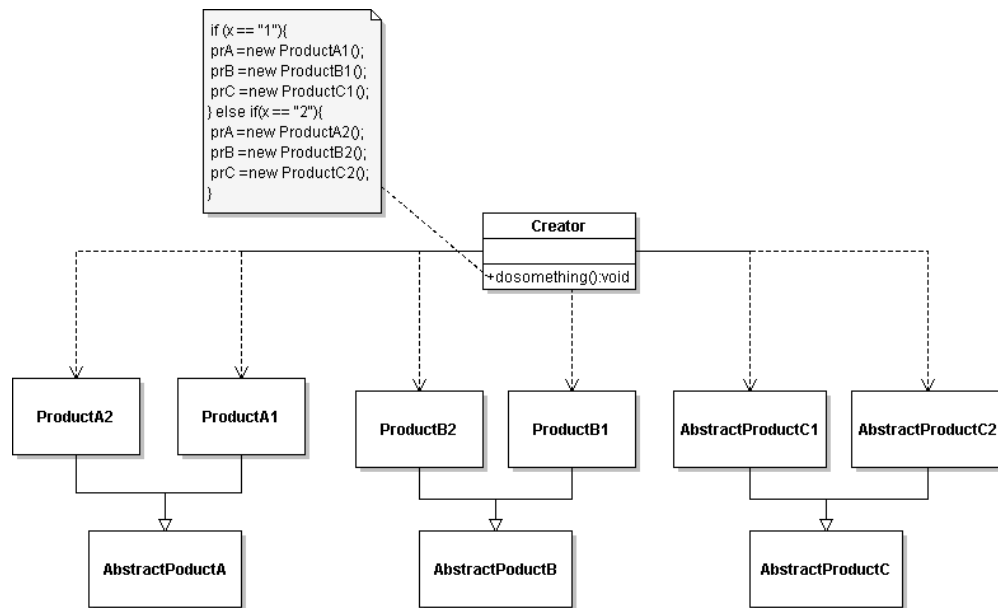 if (x == "1"){
prA =new ProductA1();
prB =new ProductB1();
prC =new ProductC1();
} else if(x == "2"){
prA =new ProductA2();
prB =new ProductB2();
prC =new ProductC2();
}
Creator
+dosomething():void
ProductA2
ProductA1
ProductB2
ProductB1
AbstractProductC1
AbstractProductC2
AbstractPoductA
AbstractPoductB
AbstractProductC